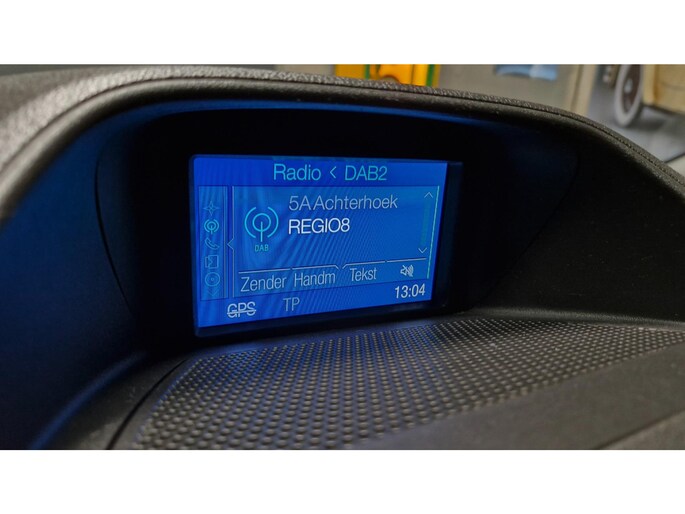 Radio < DAB2
5A Achterhoek
REGIO8
DAB
Zender Handm Tekst
13:04
GPS TP